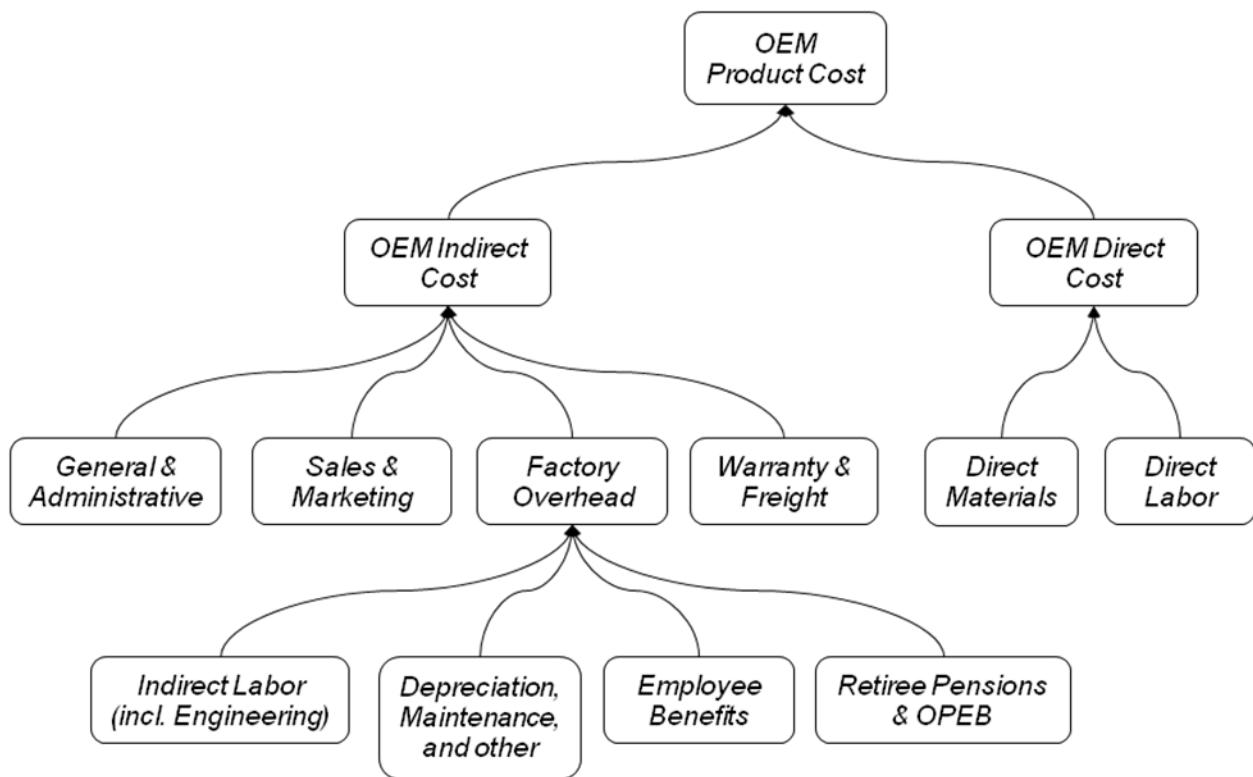 OEM
Product Cost
OEM Indirect
Cost
OEM Direct
Cost
General &
Administrative
Sales &
Marketing
Factory
Overhead
Warranty &
Freight
Direct
Materials
Direct
Labor
Indirect Labor
(incl. Engineering)
Depreciation,
Maintenance,
and other
Employee
Benefits
Retiree Pensions
& OPEB